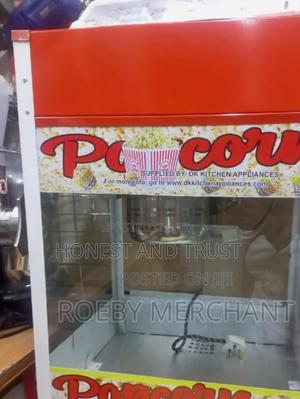 Popcorn
SUPPLIED BY: DK KITCHEN APPLIANCES
For more info: go to www.dkkitchenappliances.com
HONEST AND TRUST
POSTED ON JIJI
ROEBY MERCHANT
Popcorn